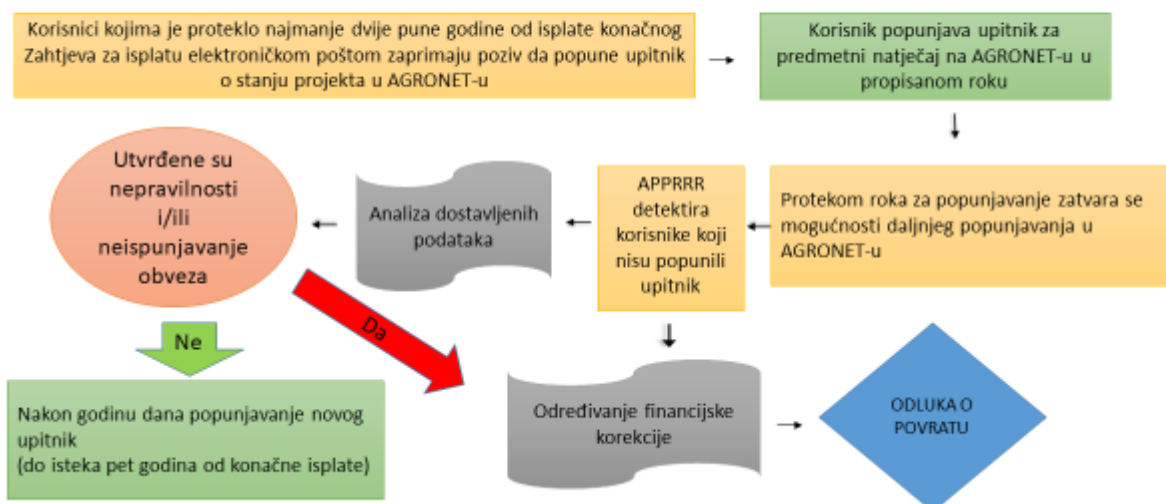 Korisnici kojima je proteklo najmanje dvije pune godine od isplate konačnog
Zahtjeva za isplatu elektroničkom poštom zaprimaju poziv da popune upitnik
o stanju projekta u AGRONET-u
Korisnik popunjava upitnik za
predmetni natječaj na AGRONET-u u
propisanom roku
Protekom roka za popunjavanje zatvara se
mogućnosti daljnjeg popunjavanja u
AGRONET-u
APPRRR
detektira
korisnike koji
nisu popunili
upitnik
Analiza dostavljenih
podataka
Utvrđene su
nepravilnosti
i/ili
neispunjavanje
obveza
Da
Ne
Nakon godinu dana popunjavanje novog
upitnik
(do isteka pet godina od konačne isplate)
Određivanje financijske
korekcije
ODLUKA O
POVRATU